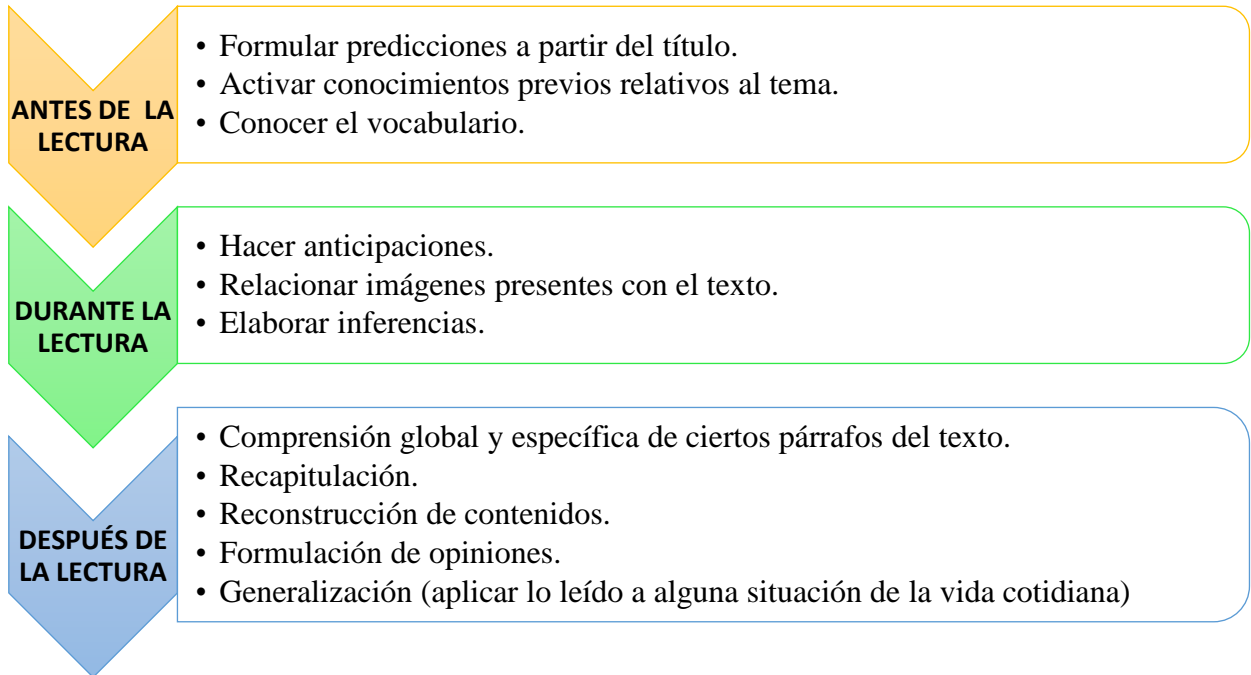 ANTES DE LA
LECTURA
• Formular predicciones a partir del título.
• Activar conocimientos previos relativos al tema.
• Conocer el vocabulario.
DURANTE LA
LECTURA
• Hacer anticipaciones.
• Relacionar imágenes presentes con el texto.
• Elaborar inferencias.
DESPUÉS DE
LA LECTURA
• Comprensión global y específica de ciertos párrafos del texto.
• Recapitulación.
• Reconstrucción de contenidos.
• Formulación de opiniones.
• Generalización (aplicar lo leído a alguna situación de la vida cotidiana)